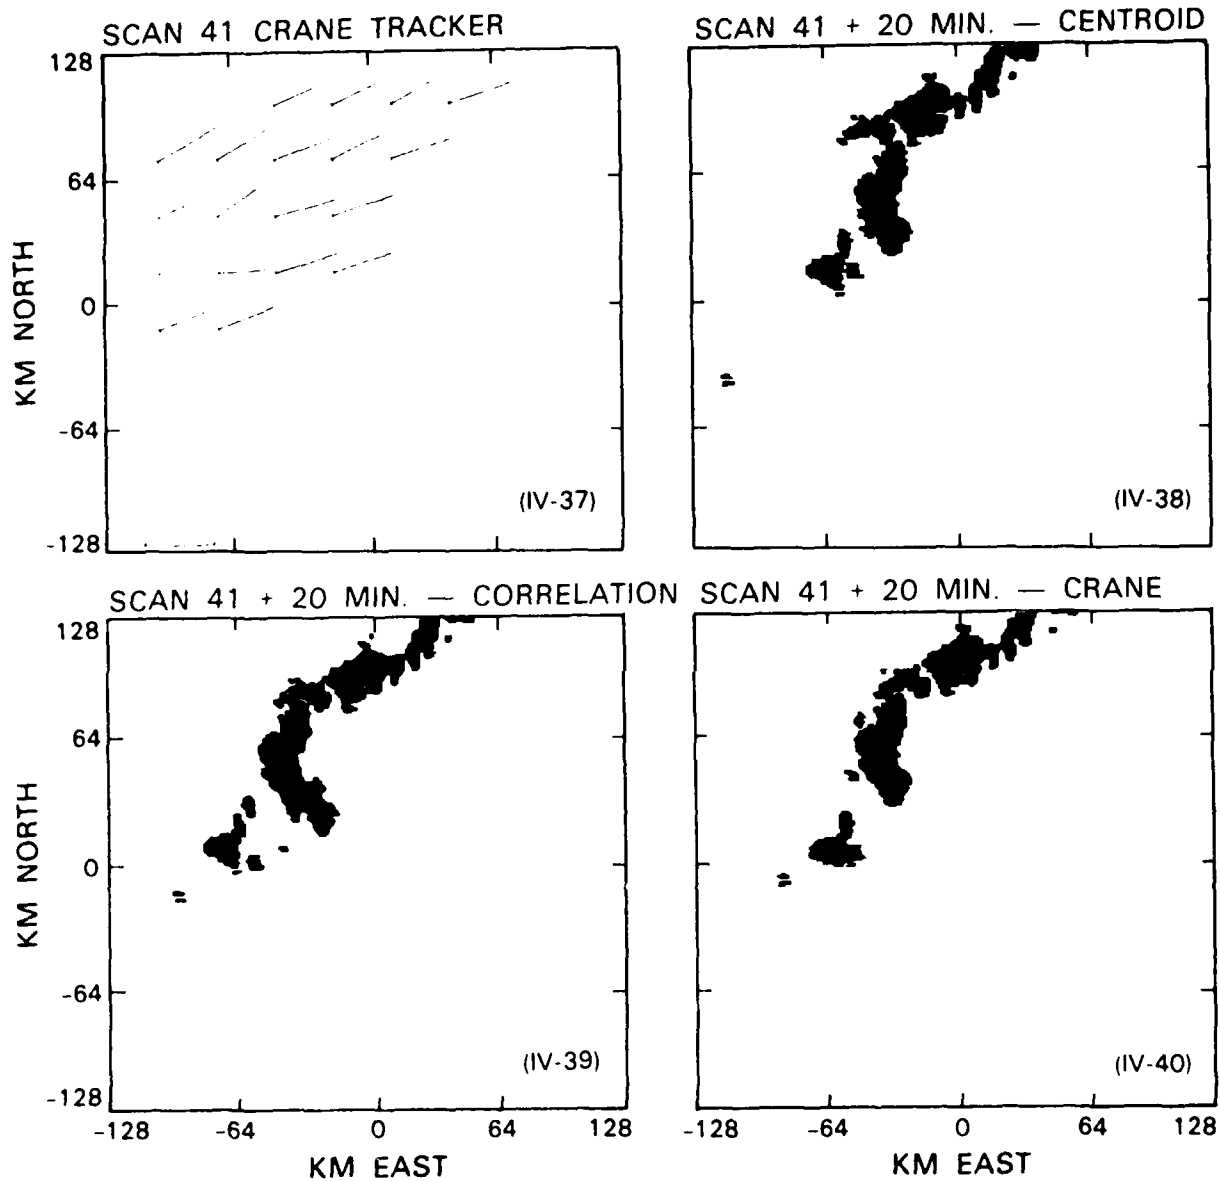 SCAN 41 CRANE TRACKER
SCAN 41 + 20 MIN. — CENTROID
128
64
0
-64
-128
KM NORTH
(IV-37)
(IV-38)
SCAN 41 + 20 MIN. — CORRELATION
SCAN 41 + 20 MIN. — CRANE
128
64
0
-64
-128
KM NORTH
(IV-39)
(IV-40)
-128 -64 0 64 128
-128 -64 0 64 128
KM EAST
KM EAST